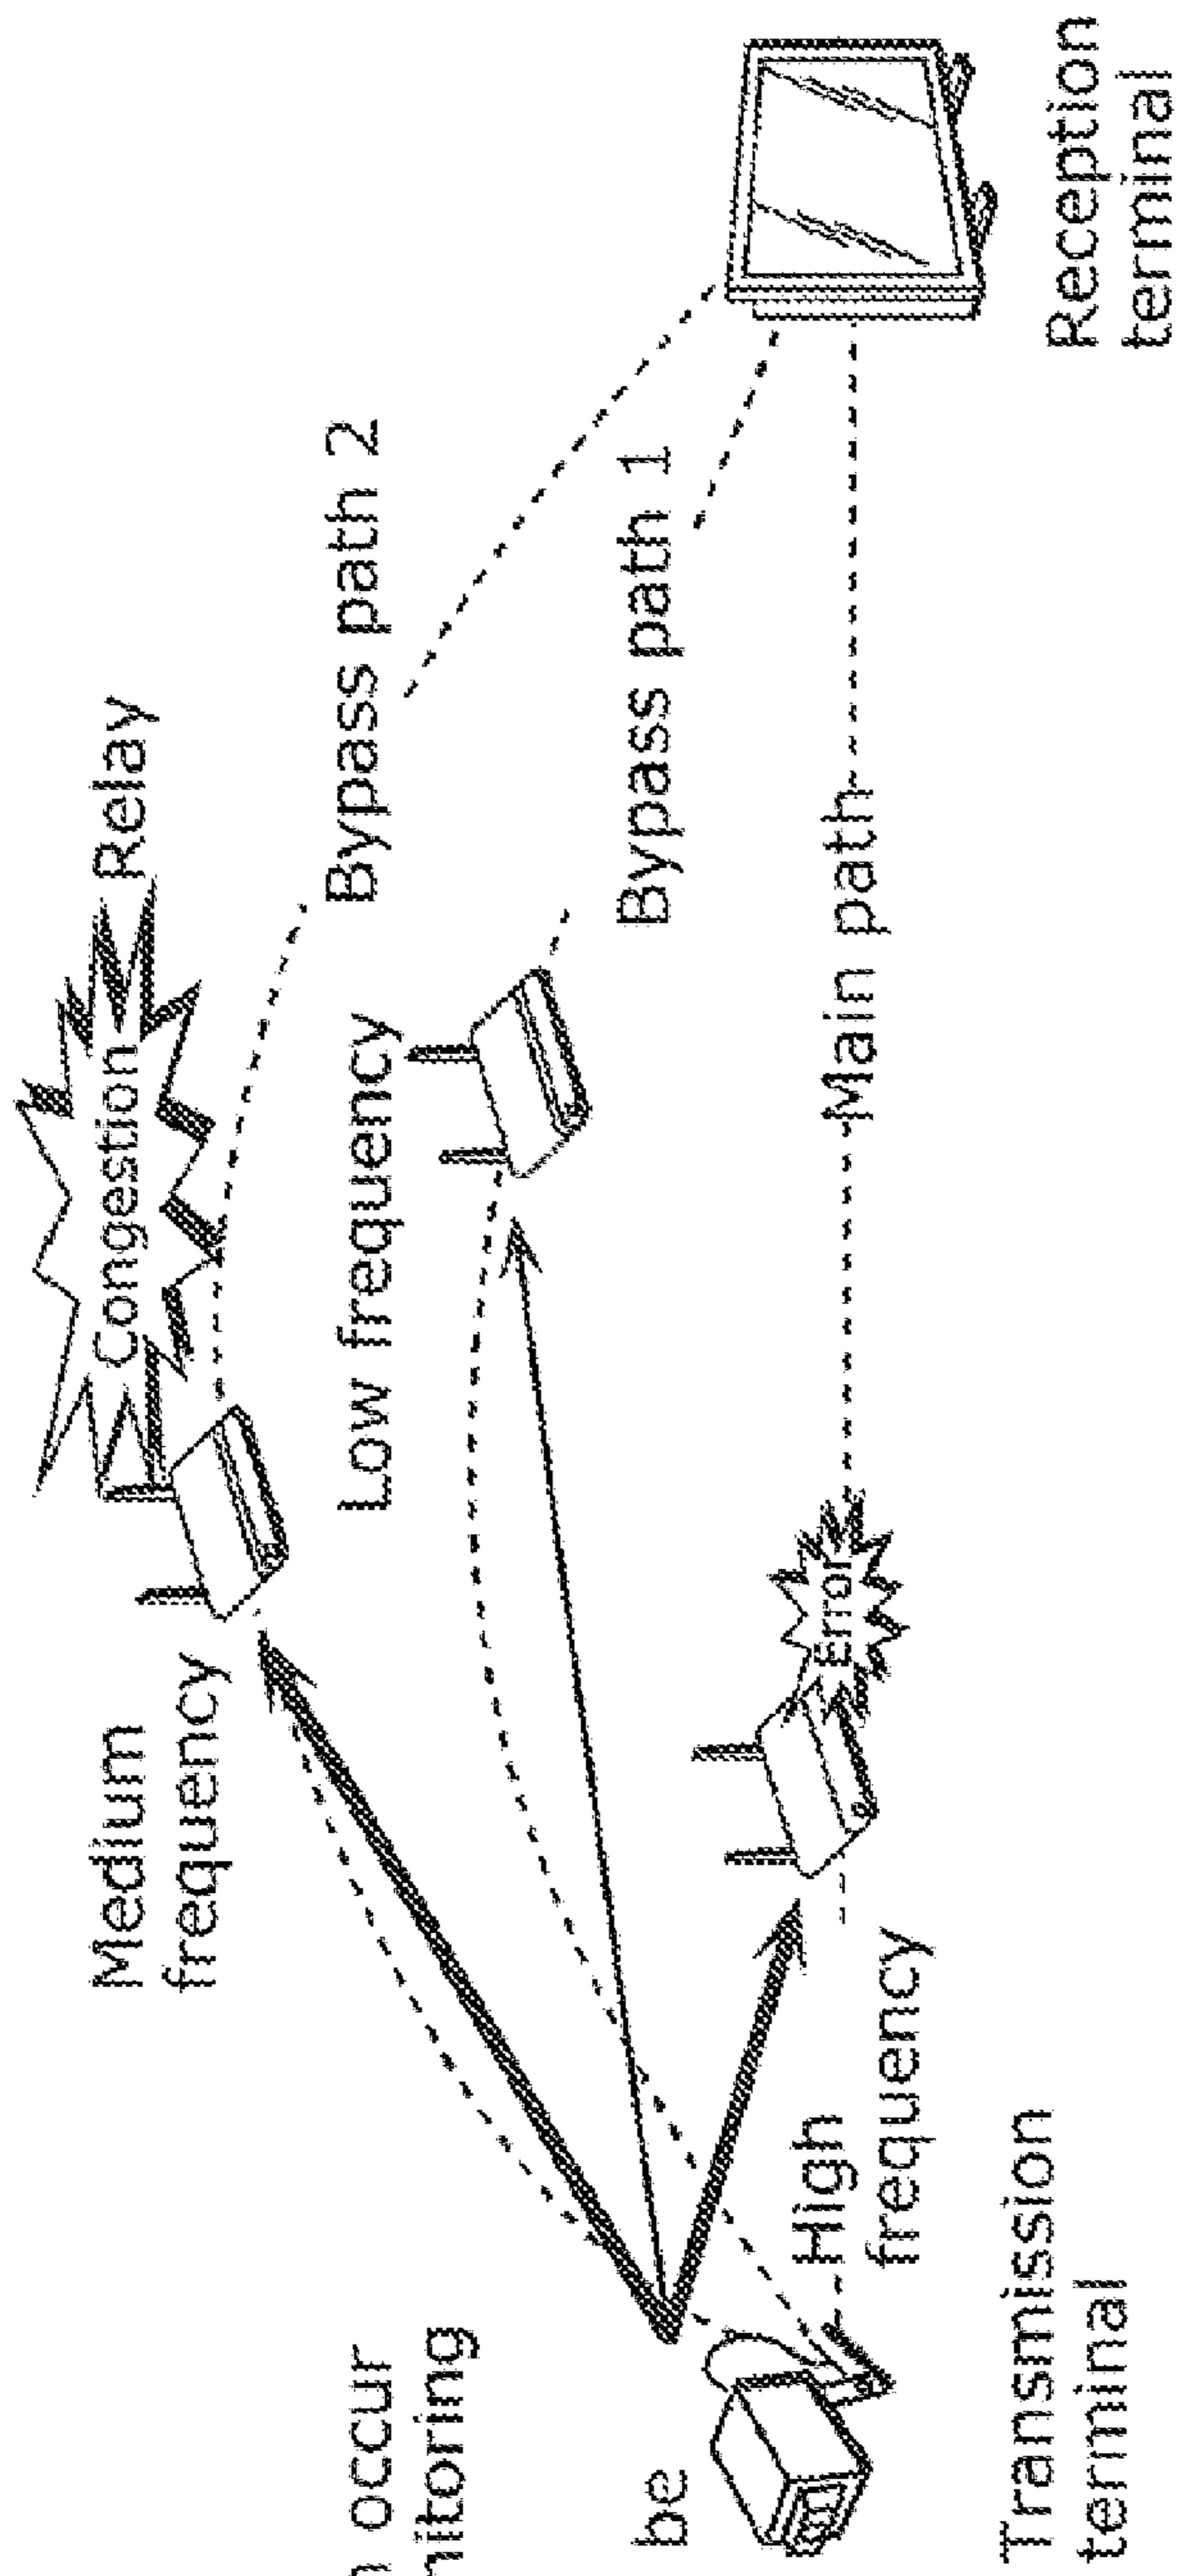 occur
be
Medium
frequency
Congestion
Relay
Low frequency
Bypass path 2
Bypass path 1
High
frequency
Error
Main path
Transmission
terminal
Reception
terminal